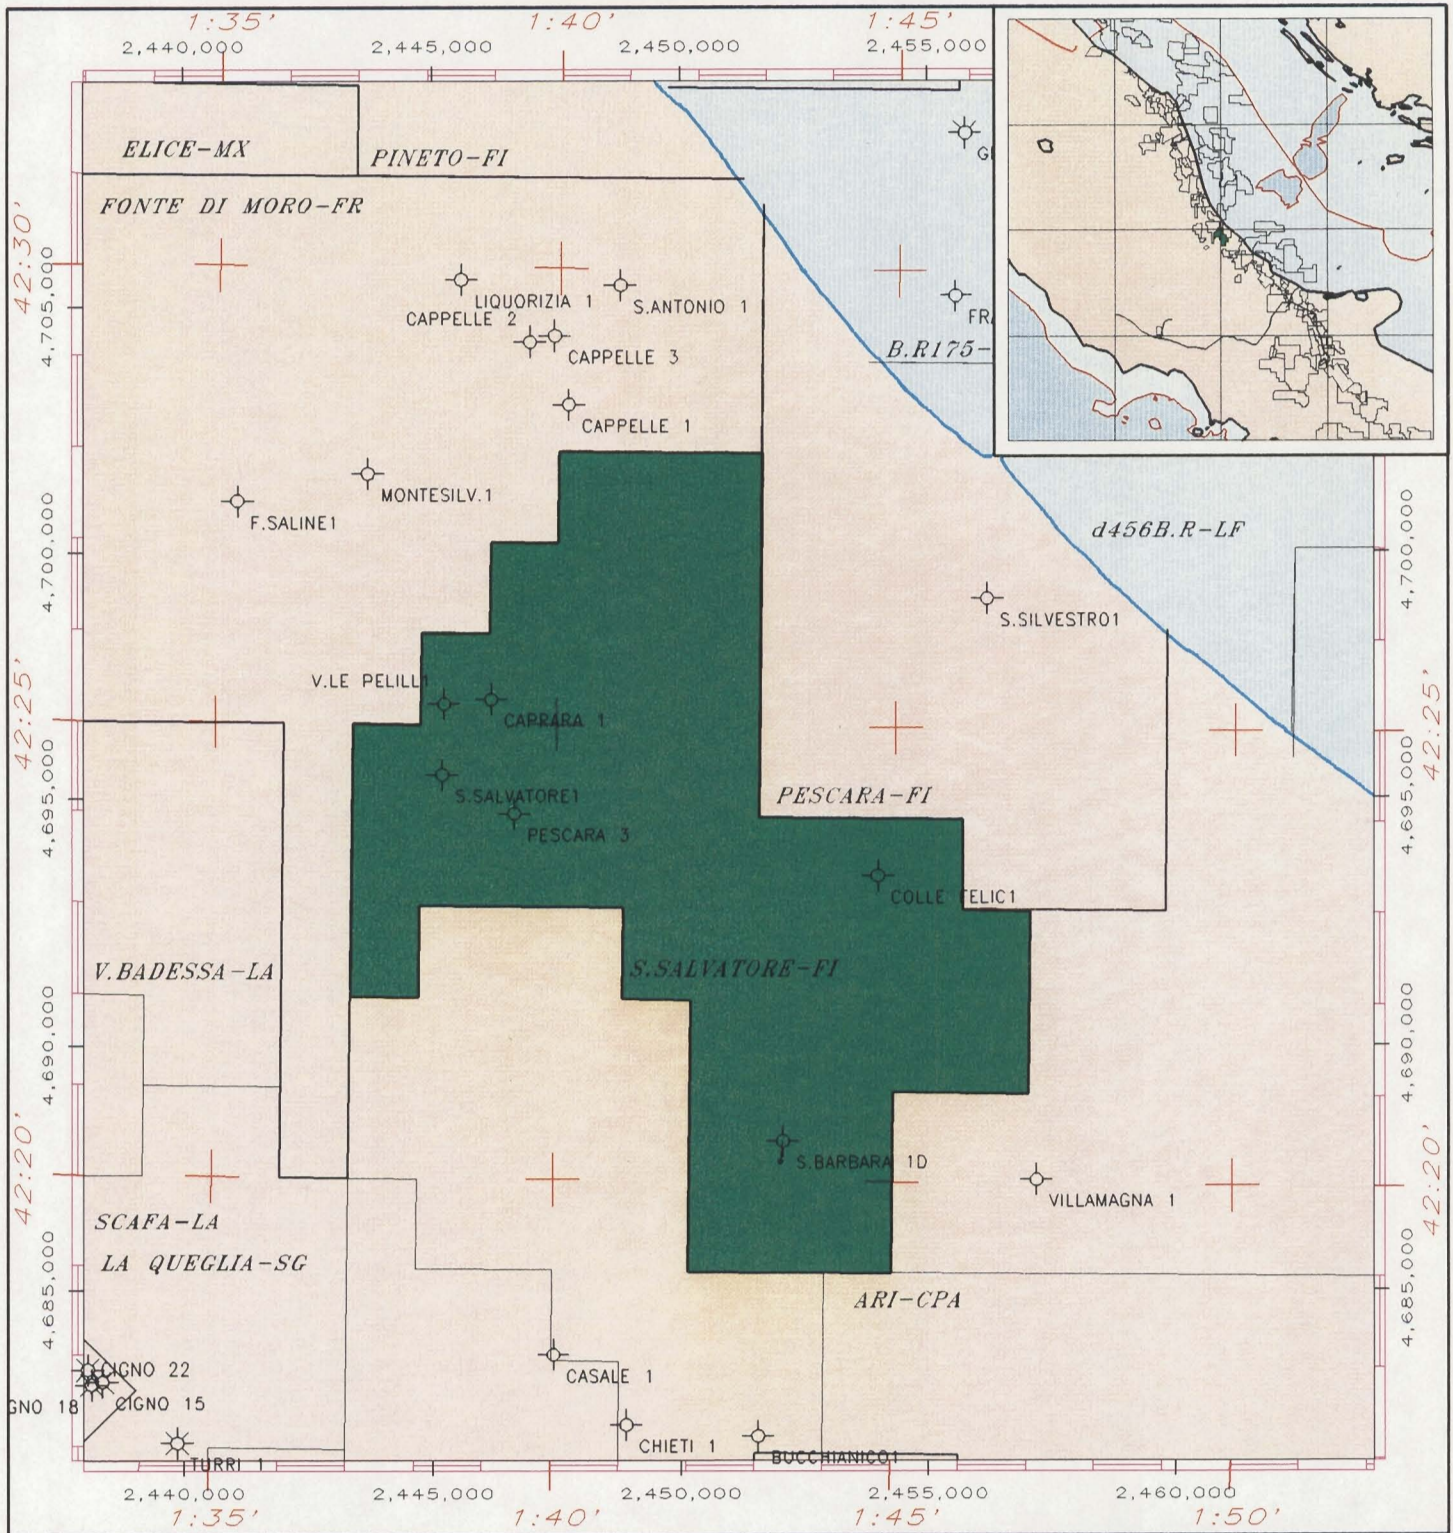 1:35' 1:40' 1:45'
2,440,000 2,445,000 2,450,000 2,455,000
ELICE-MX
PINETO-FI
FONTE DI MORO-FR
42:30'
4,705,000
LIQUORIZIA 1
S.ANTONIO 1
CAPPELLE 2
CAPPELLE 3
CAPPELLE 1
B.R175-
MONTESILV.1
F.SALINE1
4,700,000
4,700,000
d456B.R-LF
S.SILVESTRO1
V.LE PELILL1
CAPRARA 1
42:25'
42:25'
S.SALVATORE1
PESCARA-FI
4,695,000
4,695,000
PESCARA 3
COLLE FELIC1
V.BADESSA-LA
S.SALVATORE-FI
4,690,000
4,690,000
S.BARBARA 1D
42:20'
42:20'
VILLAMAGNA 1
SCAFA-LA
LA QUEGLIA-SG
4,685,000
4,685,000
ARI-CPA
CIGNO 22
CASALE 1
GNO 18
CIGNO 15
CHIETI 1
BUCCHIANICO1
TURRI 1
2,440,000 2,445,000 2,450,000 2,455,000 2,460,000
1:35' 1:40' 1:45' 1:50'